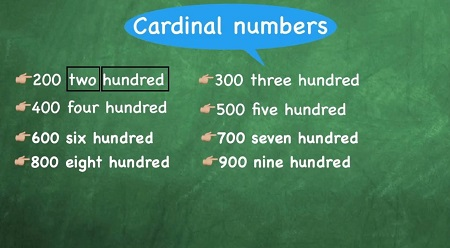 Cardinal numbers
200 two hundred
300 three hundred
400 four hundred
500 five hundred
600 six hundred
700 seven hundred
800 eight hundred
900 nine hundred